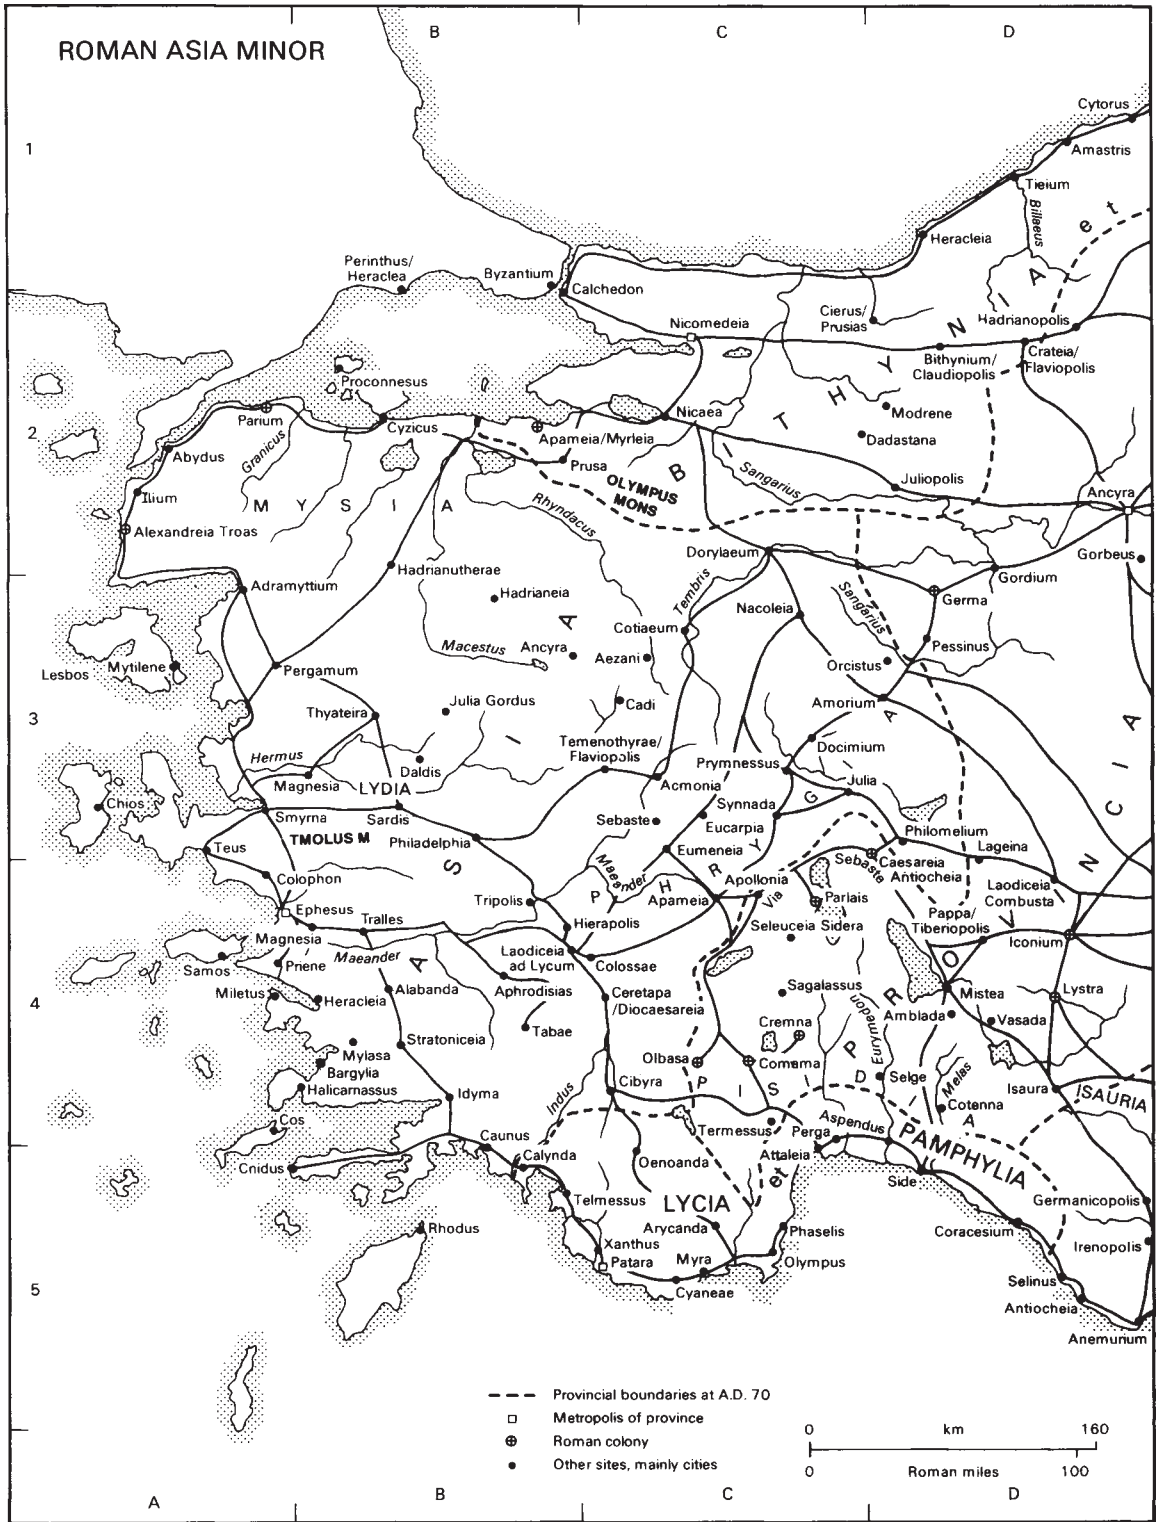 ROMAN ASIA MINOR
B
C
D
1
2
3
4
5
Cytorus
Amastris
Tieium
Billaeus
et
Heracleia
Perinthus/
Heraclea
Byzantium
Calchedon
Nicomedeia
Cierus/
Prusias
Hadrianopolis
Bithynium/
Claudiopolis
Crateia/
Flaviopolis
BITHYNIA
Proconnesus
Parium
Granicus
Cyzicus
Apameia/Myrleia
Nicaea
Modrene
Dadastana
Abydus
Prusa
OLYMPUS
MONS
Sangarius
Juliopolis
Ancyra
Ilium
MYSIA
Rhyndacus
Alexandreia Troas
Dorylaeum
Gorbeus
Hadrianutherae
Gordium
Adramyttium
Hadrianeia
Tembris
Nacoleia
Sangarius
Germa
Cotiaeum
Macestus
Ancyra
Aezani
Pessinus
Orcistus
Lesbos
Mytilene
Pergamum
Julia Gordus
Cadi
Amorium
Thyateira
Temenothyrae/
Flaviopolis
Docimium
Hermus
Daldis
Prymnessus
Magnesia
LYDIA
Acmonia
Julia
Chios
Smyrna
Sardis
Synnada
TMOLUS M
Philadelphia
Sebaste
Eucarpia
Philomelium
Teus
Eumeneia
Sebaste
Caesareia
Antiocheia
Lageina
Colophon
Maeander
Apollonia
Laodiceia
Combusta
PHRYGIA
ASIA
GALATIA
Ephesus
Tripolis
Apameia
Via
Parlais
Pappa/
Tiberiopolis
Tralles
Hierapolis
Seleuceia Sidera
Iconium
Magnesia
Maeander
Laodiceia
ad Lycum
Colossae
Samos
Priene
Miletus
Heracleia
Alabanda
Aphrodisias
Ceretapa
/Diocaesareia
Sagalassus
Mistea
Lystra
Amblada
Vasada
Tabae
Cremna
Eurymedon
Mylasa
Stratoniceia
Bargylia
Olbasa
Comama
Halicarnassus
Idyma
Indus
Cibyra
PISIDIA
Selge
Melas
Isaura
ISAURIA
Cotenna
Cos
Caunus
Termessus
Perga
Aspendus
PAMPHYLIA
Cnidus
Calynda
Oenoanda
Attaleia
et
Side
Telmessus
LYCIA
Germanicopolis
Rhodus
Arycanda
Phaselis
Coracesium
Irenopolis
Xanthus
Patara
Myra
Olympus
Cyaneae
Selinus
Antiocheia
Anemurium
Provincial boundaries at A.D. 70
Metropolis of province
Roman colony
Other sites, mainly cities
0 km 160
0 Roman miles 100
A
B
C
D